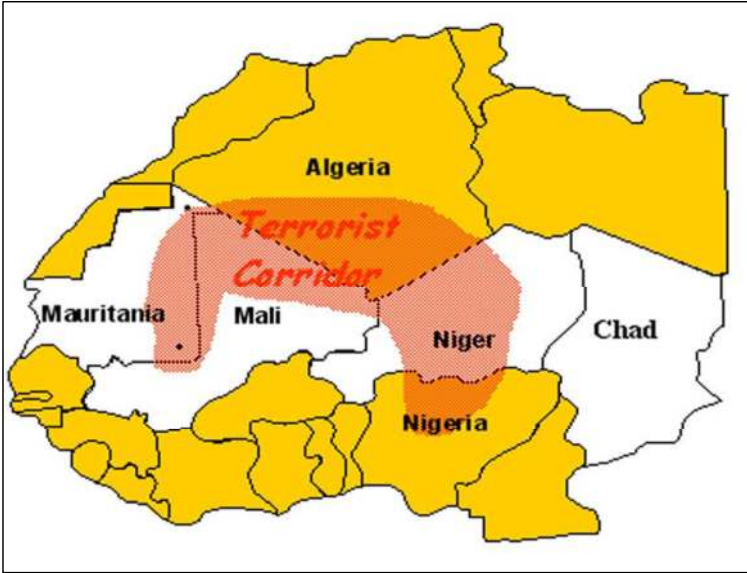 Algeria
Terrorist
Corridor
Mauritania
Mali
Niger
Chad
Nigeria